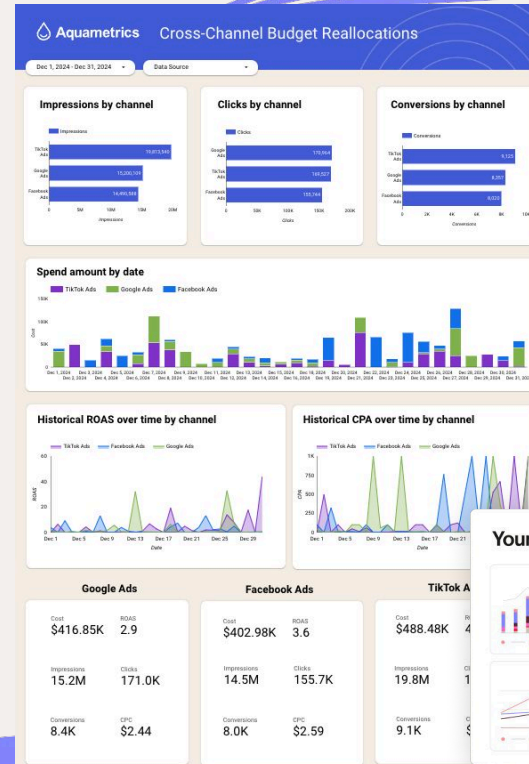 Aquametrics Cross-Channel Budget Reallocations
Dec 1, 2024 - Dec 31, 2024 Data Source
Impressions by channel
Impressions
TikTok Ads
Google Ads 15,200,104
Facebook Ads
0 5M 10M 15M 20M
Impressions
Clicks by channel
Clicks
Google Ads
TikTok Ads
Facebook Ads
0 50K 100K 150K 200K
Clicks
Conversions by channel
Conversions
TikTok Ads 9,125
Google Ads
Facebook Ads
0 2K 4K 6K 8K
Conversions
Spend amount by date
TikTok Ads Google Ads Facebook Ads
150K
100K
50K
0
Cost
Historical ROAS over time by channel
TikTok Ads Facebook Ads Google Ads
60
40
20
0
ROAS
Dec 1 Dec 5 Dec 9 Dec 13 Dec 17 Dec 21 Dec 25 Dec 29
Date
Historical CPA over time by channel
TikTok Ads Facebook Ads Google Ads
1K
750
500
250
0
CPA
Dec 1 Dec 5 Dec 9 Dec 13 Dec 17 Dec 21
Date
Your
Google Ads Facebook Ads TikTok A
Cost ROAS Cost ROAS Cost
$416.85K 2.9 $402.98K 3.6 $488.48K 4
Impressions Clicks Impressions Clicks Impressions
15.2M 171.0K 14.5M 155.7K 19.8M 1
Conversions CPC Conversions CPC Conversions
8.4K $2.44 8.0K $2.59 9.1K $